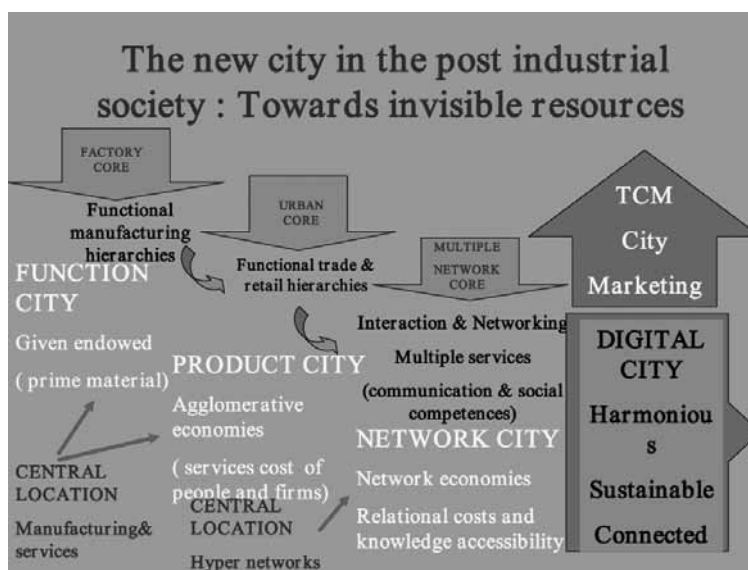 The new city in the post industrial
society : Towards invisible resources
FACTORY
CORE
Functional
manufacturing
hierarchies
FUNCTION
CITY
Given endowed
( prime material)
CENTRAL
LOCATION
Manufacturing&
services
URBAN
CORE
Functional trade &
retail hierarchies
PRODUCT CITY
Agglomerative
economies
( services cost of
people and firms)
CENTRAL
LOCATION
Hyper networks
MULTIPLE
NETWORK
CORE
Interaction & Networking
Multiple services
(communication & social
competences)
NETWORK CITY
Network economies
Relational costs and
knowledge accessibility
TCM
City
Marketing
DIGITAL
CITY
Harmoniou
s
Sustainable
Connected